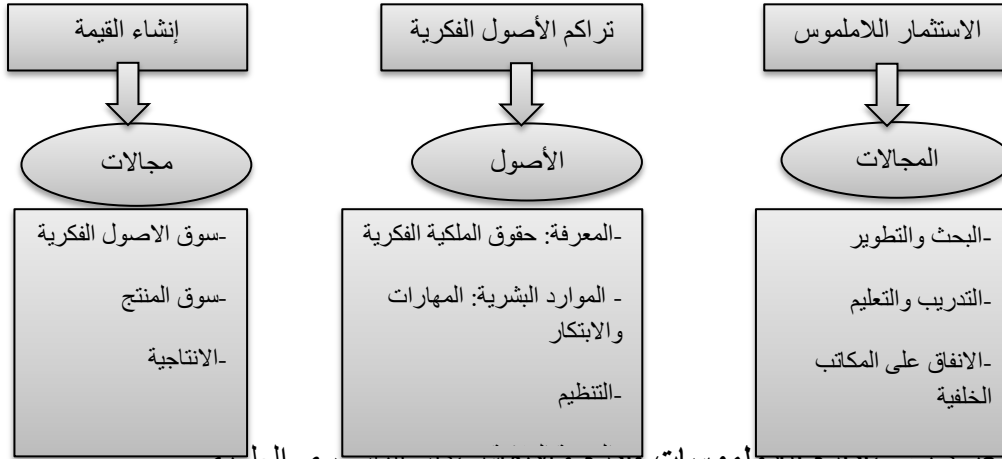 الاستثمار اللاملموس
تراكم الأصول الفكرية
إنشاء القيمة
المجالات
الأصول
مجالات
-البحث والتطوير
-التدريب والتعليم
-الانفاق على المكاتب
الخلفية
-المعرفة: حقوق الملكية الفكرية
- الموارد البشرية: المهارات
والابتكار
-التنظيم
-سوق الاصول الفكرية
-سوق المنتج
-الانتاجية